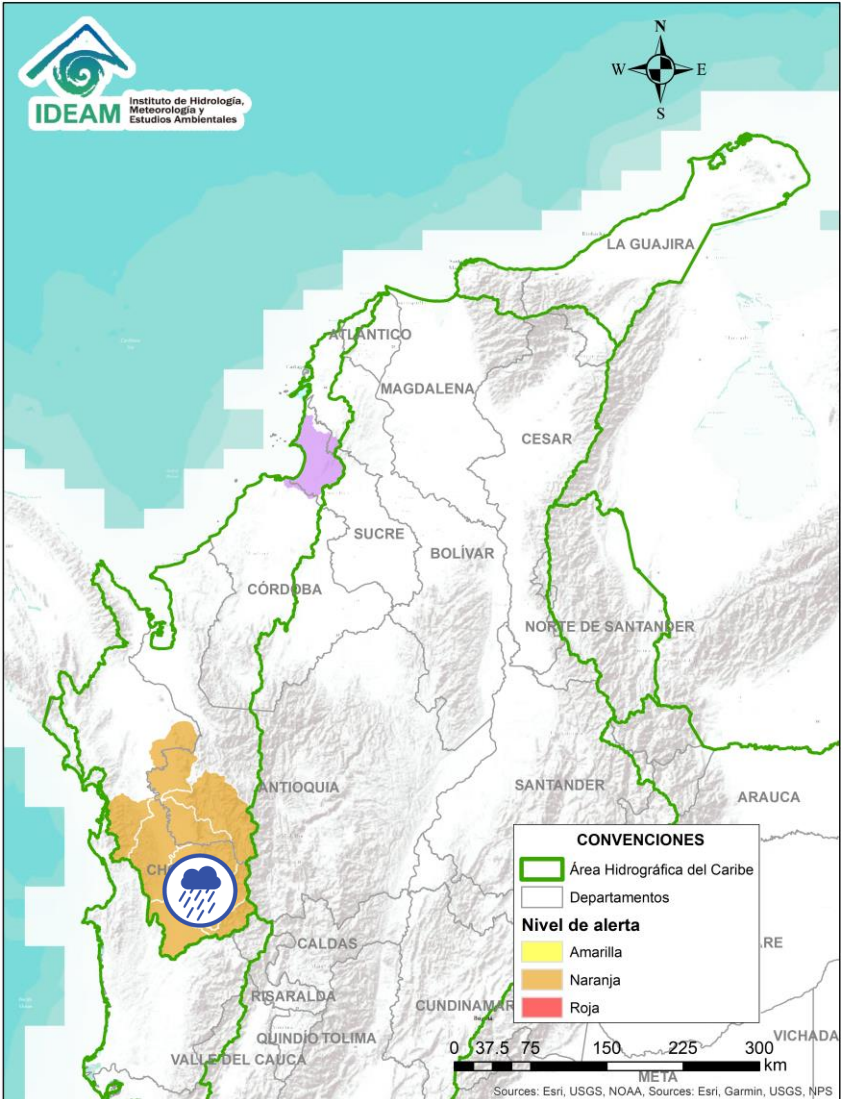 IDEAM
Instituto de Hidrología,
Meteorología y
Estudios Ambientales
N
W
E
S
LA GUAJIRA
ATLÁNTICO
MAGDALENA
CESAR
SUCRE
BOLÍVAR
CÓRDOBA
NORTE DE SANTANDER
ANTIOQUIA
SANTANDER
ARAUCA
CALDAS
RISARALDA
CUNDINAMAR
QUINDÍO
TOLIMA
VALLE DEL CAUCA
VICHADA
META
CONVENCIONES
Área Hidrográfica del Caribe
Departamentos
Nivel de alerta
Amarilla
Naranja
Roja
0 37.5 75 150 225 300
km
Sources: Esri, USGS, NOAA, Sources: Esri, Garmin, USGS, NPS